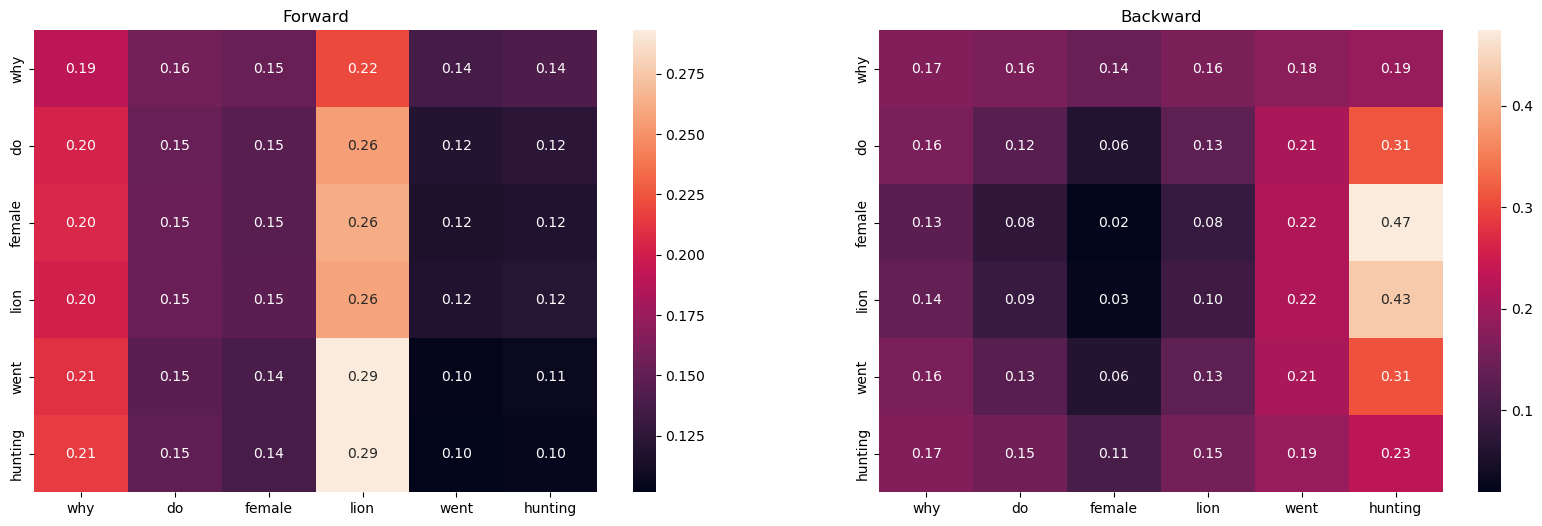 Forward
why 0.19 0.16 0.15 0.22 0.14 0.14
do 0.20 0.15 0.15 0.26 0.12 0.12
female 0.20 0.15 0.15 0.26 0.12 0.12
lion 0.20 0.15 0.15 0.26 0.12 0.12
went 0.21 0.15 0.14 0.29 0.10 0.11
hunting 0.21 0.15 0.14 0.29 0.10 0.10
why do female lion went hunting
0.275
0.250
0.225
0.200
0.175
0.150
0.125
Backward
why 0.17 0.16 0.14 0.16 0.18 0.19
do 0.16 0.12 0.06 0.13 0.21 0.31
female 0.13 0.08 0.02 0.08 0.22 0.47
lion 0.14 0.09 0.03 0.10 0.22 0.43
went 0.16 0.13 0.06 0.13 0.21 0.31
hunting 0.17 0.15 0.11 0.15 0.19 0.23
why do female lion went hunting
0.4
0.3
0.2
0.1